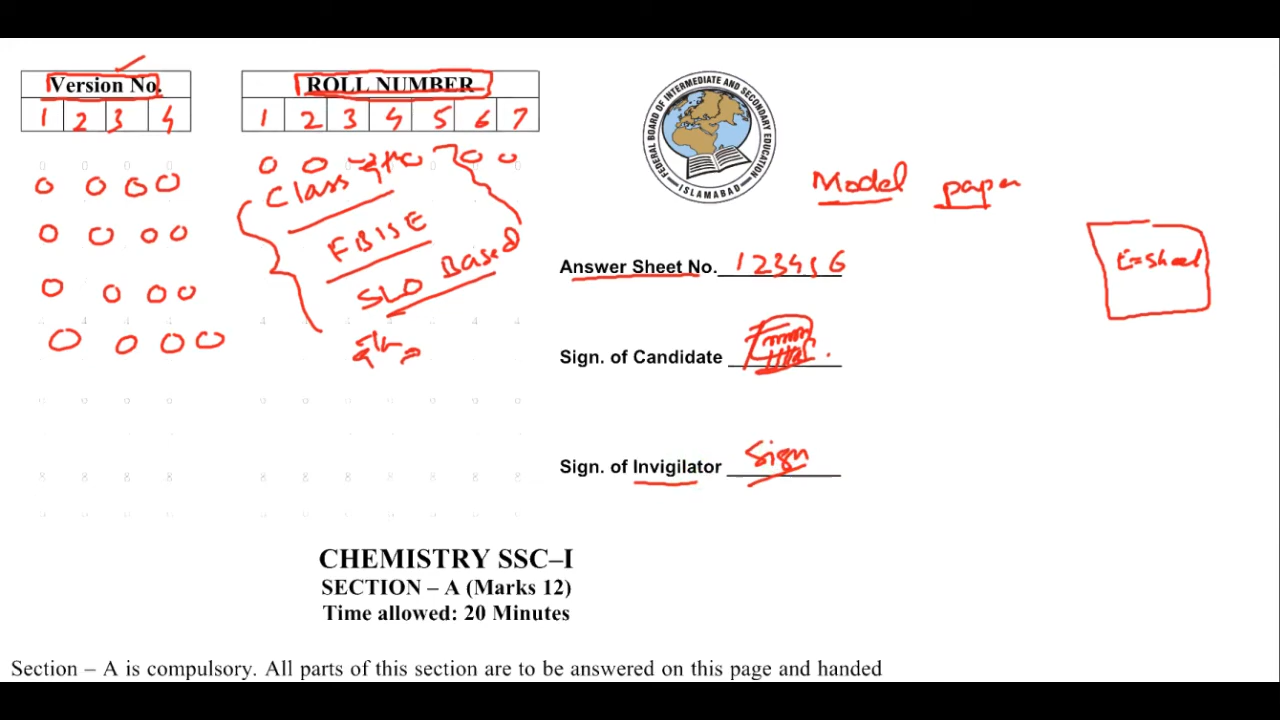 Version No.
ROLL NUMBER
1 2 3 4
1 2 3 4 5 6 7
FEDERAL BOARD OF INTERMEDIATE AND SECONDARY EDUCATION
ISLAMABAD
Model paper
Class 9th
FBISE
SLO Based
Answer Sheet No.
Sign. of Candidate
Sign. of Invigilator Sign
CHEMISTRY SSC–I
SECTION – A (Marks 12)
Time allowed: 20 Minutes
Section – A is compulsory. All parts of this section are to be answered on this page and handed